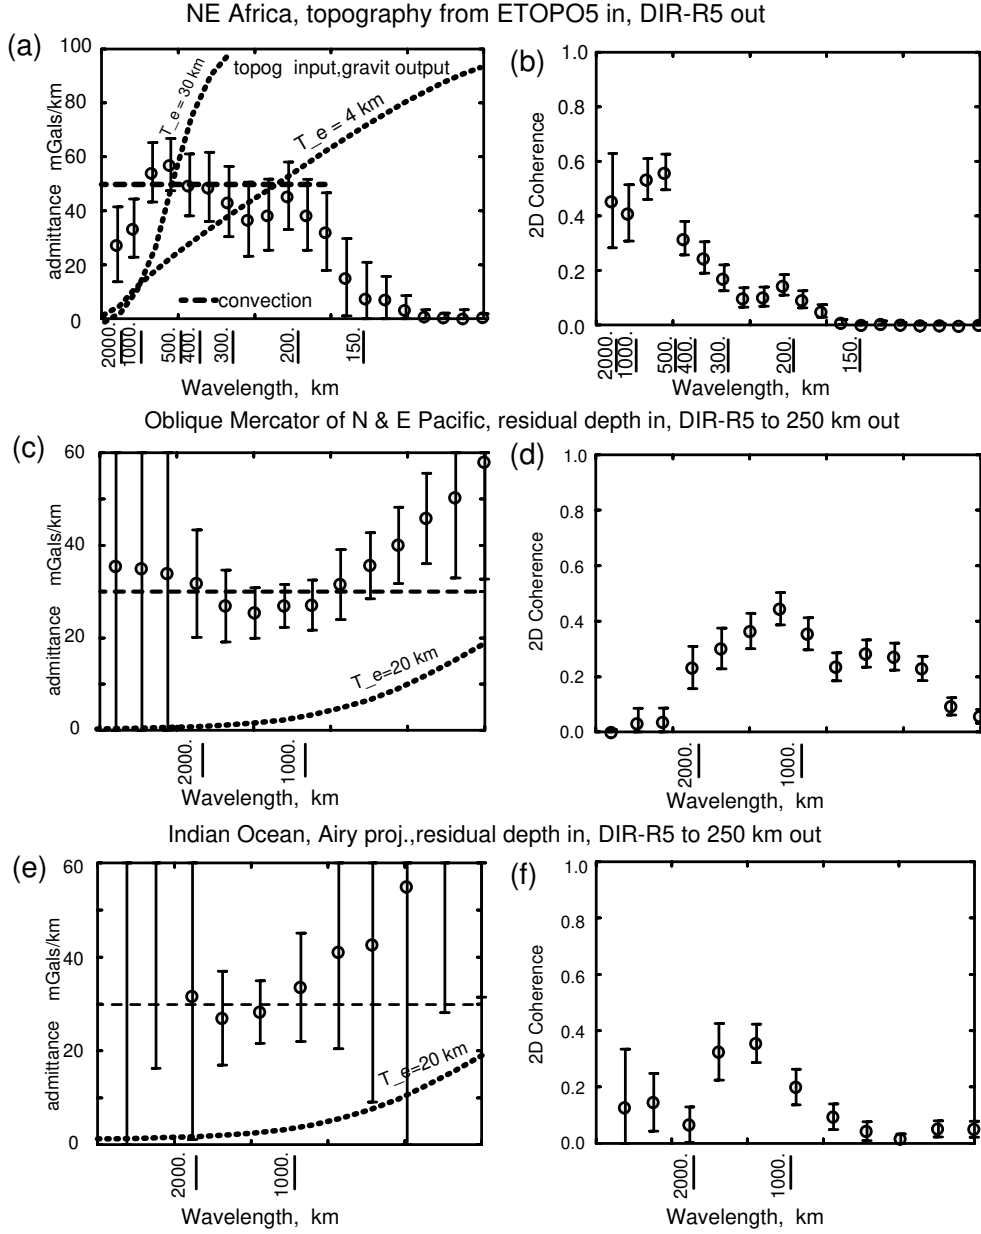 NE Africa, topography from ETOPO5 in, DIR-R5 out
(a)
100
80
60
40
20
0
admittance mGals/km
topog input,gravit output
T_e = 30 km
T_e = 4 km
convection
2000. 1000. 500. 400. 300. 200. 150.
Wavelength, km
(b)
1.0
0.8
0.6
0.4
0.2
0.0
2D Coherence
2000. 1000. 500. 400. 300. 200. 150.
Wavelength, km
Oblique Mercator of N & E Pacific, residual depth in, DIR-R5 to 250 km out
(c)
60
40
20
0
admittance mGals/km
T_e=20 km
2000. 1000.
Wavelength, km
(d)
1.0
0.8
0.6
0.4
0.2
0.0
2D Coherence
2000. 1000.
Wavelength, km
Indian Ocean, Airy proj.,residual depth in, DIR-R5 to 250 km out
(e)
60
40
20
0
admittance mGals/km
T_e=20 km
2000. 1000.
Wavelength, km
(f)
1.0
0.8
0.6
0.4
0.2
0.0
2D Coherence
2000. 1000.
Wavelength, km